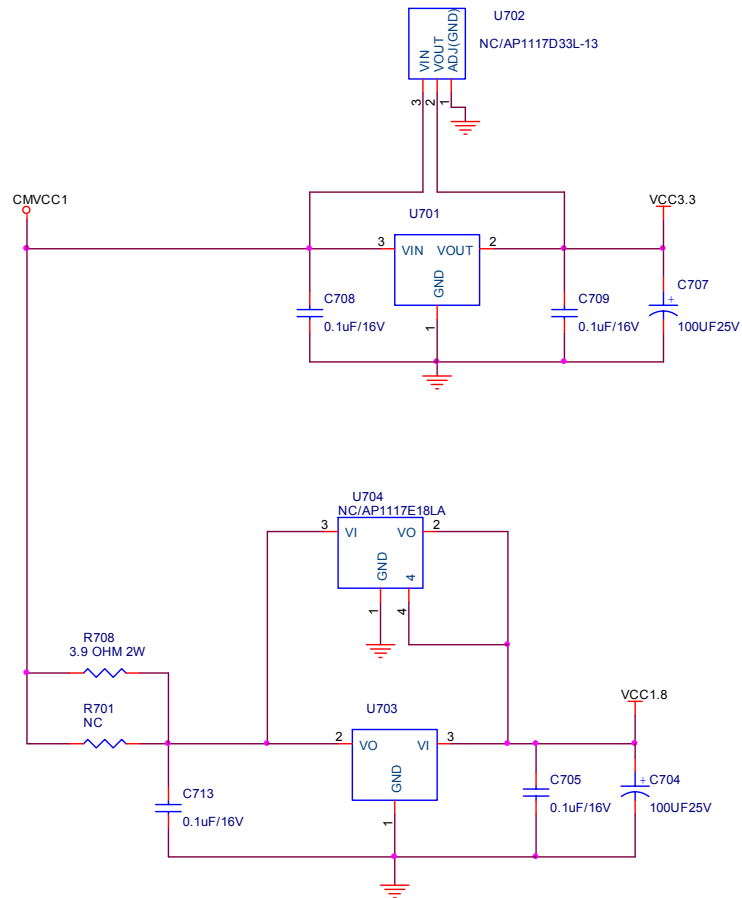 U702
NC/AP1117D33L-13
VIN
VOUT
ADJ(GND)
3
2
1
CMVCC1
VCC3.3
U701
3
VIN
VOUT
2
GND
1
C708
0.1uF/16V
C709
0.1uF/16V
C707
+
100UF25V
U704
NC/AP1117E18LA
3
VI
VO
2
GND
4
1
4
R708
3.9 OHM 2W
R701
NC
U703
2
VO
VI
3
GND
1
VCC1.8
C713
0.1uF/16V
C705
0.1uF/16V
C704
+
100UF25V